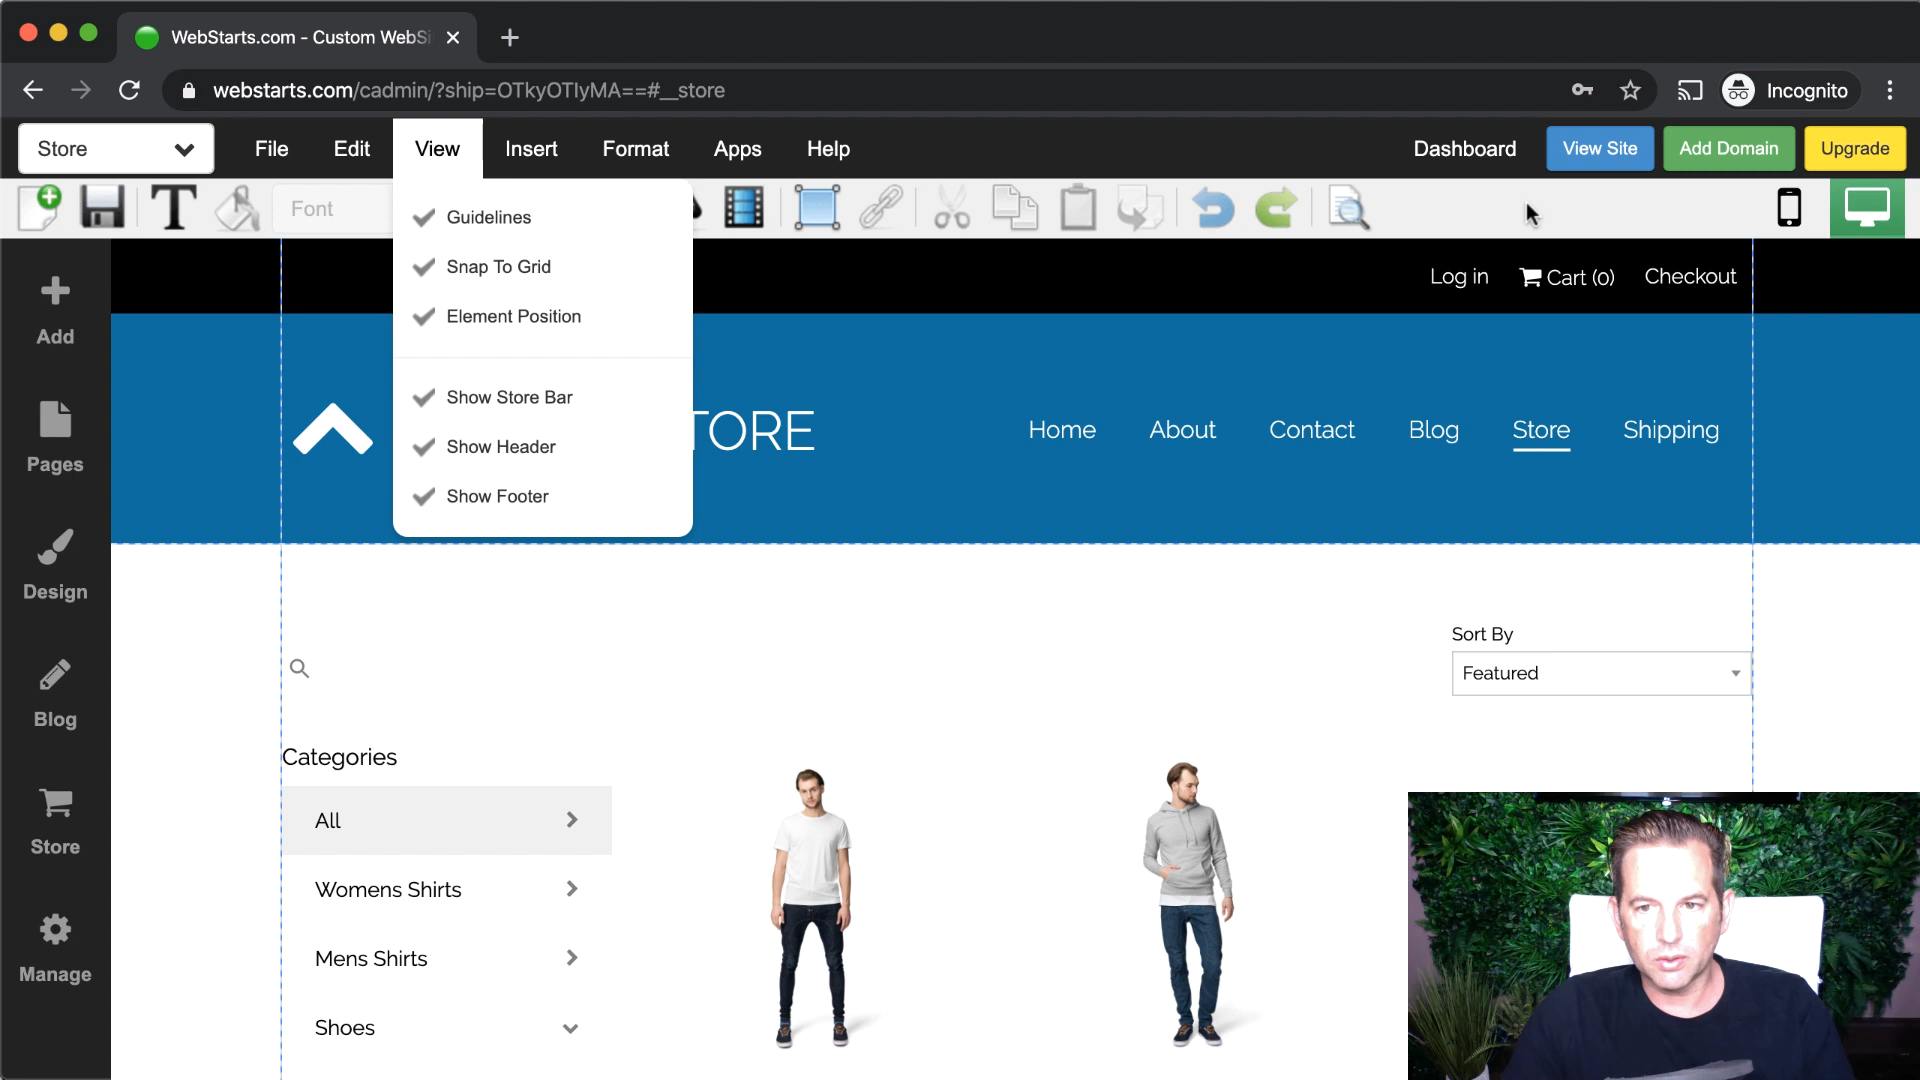 WebStarts.com - Custom WebSi
webstarts.com/cadmin/?ship=OTkyOTIyMA==#__store
Incognito
Store
File
Edit
View
Insert
Format
Apps
Help
Dashboard
View Site
Add Domain
Upgrade
Font
Guidelines
Snap To Grid
Element Position
Show Store Bar
Show Header
Show Footer
Add
Pages
Design
Blog
Store
Manage
Log in
Cart (0)
Checkout
TORE
Home
About
Contact
Blog
Store
Shipping
Sort By
Featured
Categories
All
Womens Shirts
Mens Shirts
Shoes